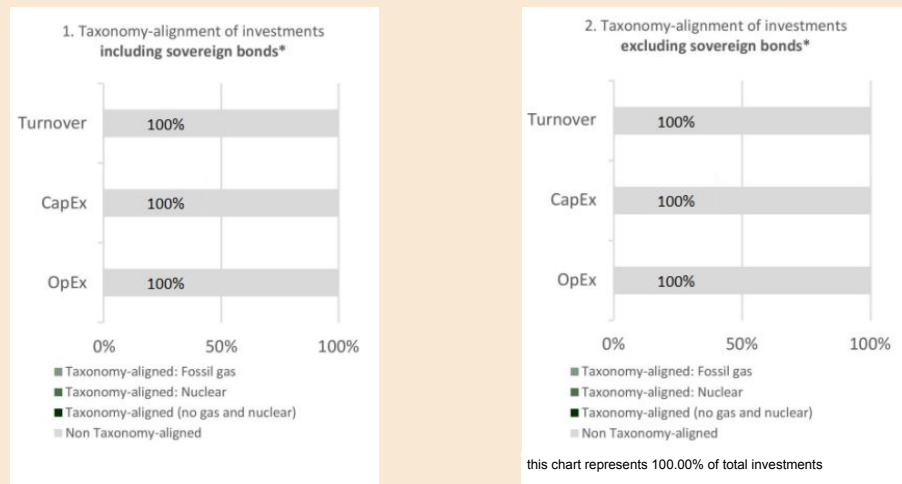 1. Taxonomy-alignment of investments
including sovereign bonds*
Turnover
100%
CapEx
100%
OpEx
100%
0%
50%
100%
Taxonomy-aligned: Fossil gas
Taxonomy-aligned: Nuclear
Taxonomy-aligned (no gas and nuclear)
Non Taxonomy-aligned
2. Taxonomy-alignment of investments
excluding sovereign bonds*
Turnover
100%
CapEx
100%
OpEx
100%
0%
50%
100%
Taxonomy-aligned: Fossil gas
Taxonomy-aligned: Nuclear
Taxonomy-aligned (no gas and nuclear)
Non Taxonomy-aligned
this chart represents 100.00% of total investments